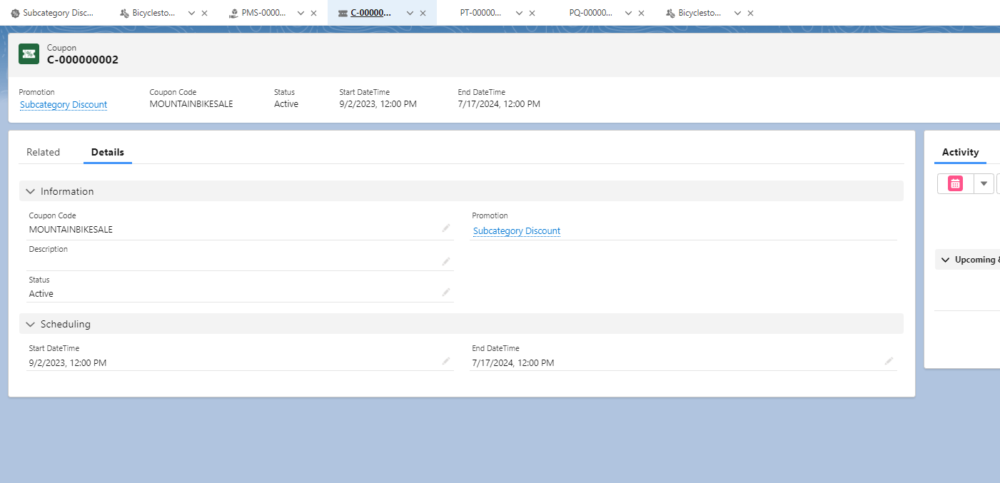 Subcategory Disc...
Bicyclesto...
PMS-0000...
C-00000...
PT-00000...
PQ-00000...
Bicyclesto...
Coupon
C-000000002
Promotion
Coupon Code
Status
Start DateTime
End DateTime
Subcategory Discount
MOUNTAINBIKESALE
Active
9/2/2023, 12:00 PM
7/17/2024, 12:00 PM
Related
Details
Information
Coupon Code
MOUNTAINBIKESALE
Promotion
Subcategory Discount
Description
Status
Active
Scheduling
Start DateTime
9/2/2023, 12:00 PM
End DateTime
7/17/2024, 12:00 PM
Activity
Upcoming &